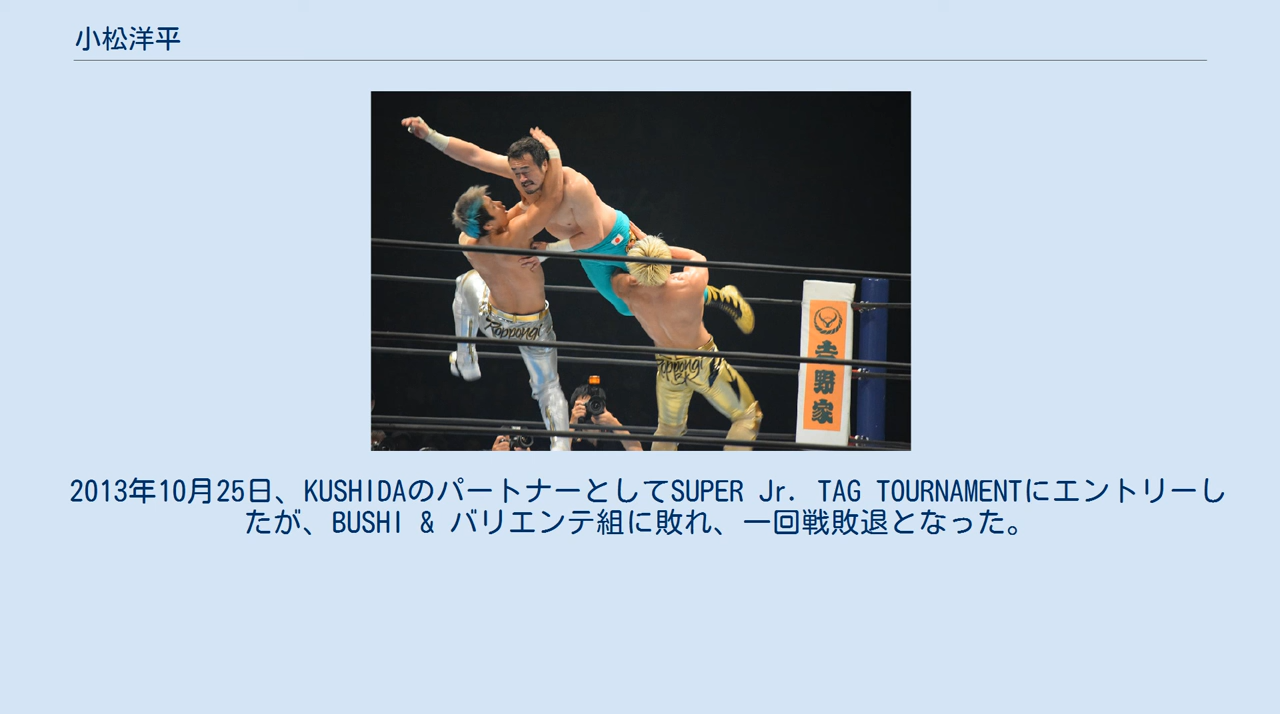 小松洋平
Roppongi
Roppongi
吉野家
2013年10月25日、KUSHIDAのパートナーとしてSUPER Jr. TAG TOURNAMENTにエントリーし
たが、BUSHI & バリエンテ組に敗れ、一回戦敗退となった。